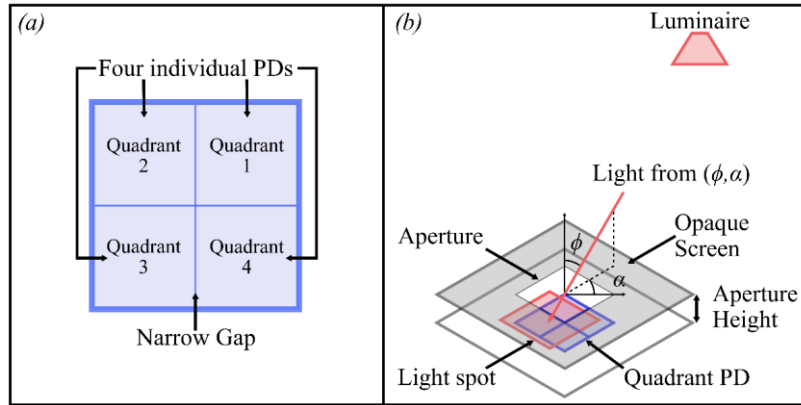 (a)
Four individual PDs
Quadrant
2
Quadrant
1
Quadrant
3
Quadrant
4
Narrow Gap
(b)
Luminaire
Light from (ϕ,α)
Aperture
ϕ
Opaque
Screen
α
Aperture
Height
Light spot
Quadrant PD